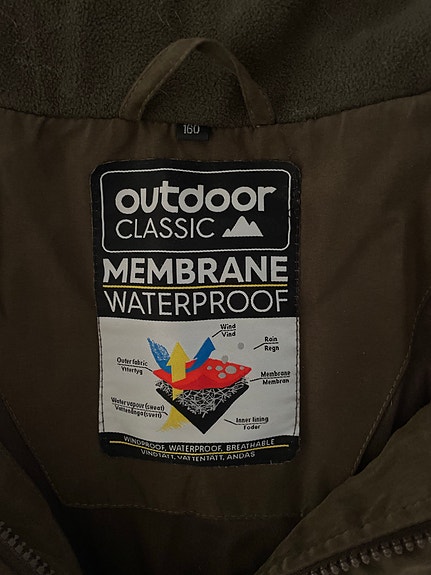 160
outdoor
CLASSIC
MEMBRANE
WATERPROOF
Wind
Vind
Rain
Regn
Outer fabric
Yttertyg
Membrane
Membran
Water vapour (sweat)
Vattenånga (svett)
Inner lining
Foder
WINDPROOF, WATERPROOF, BREATHABLE
VINDTÄTT, VATTENTÄTT, ANDAS